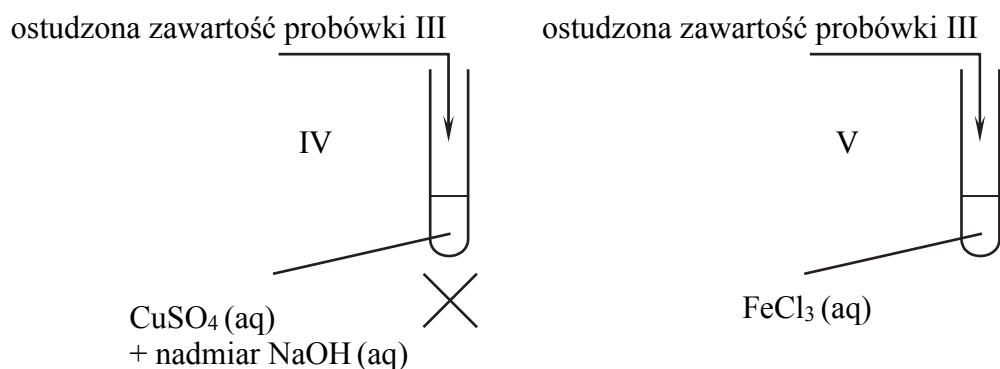 ostudzona zawartość probówki III
ostudzona zawartość probówki III
IV
V
CuSO₄ (aq)
+ nadmiar NaOH (aq)
FeCl₃ (aq)